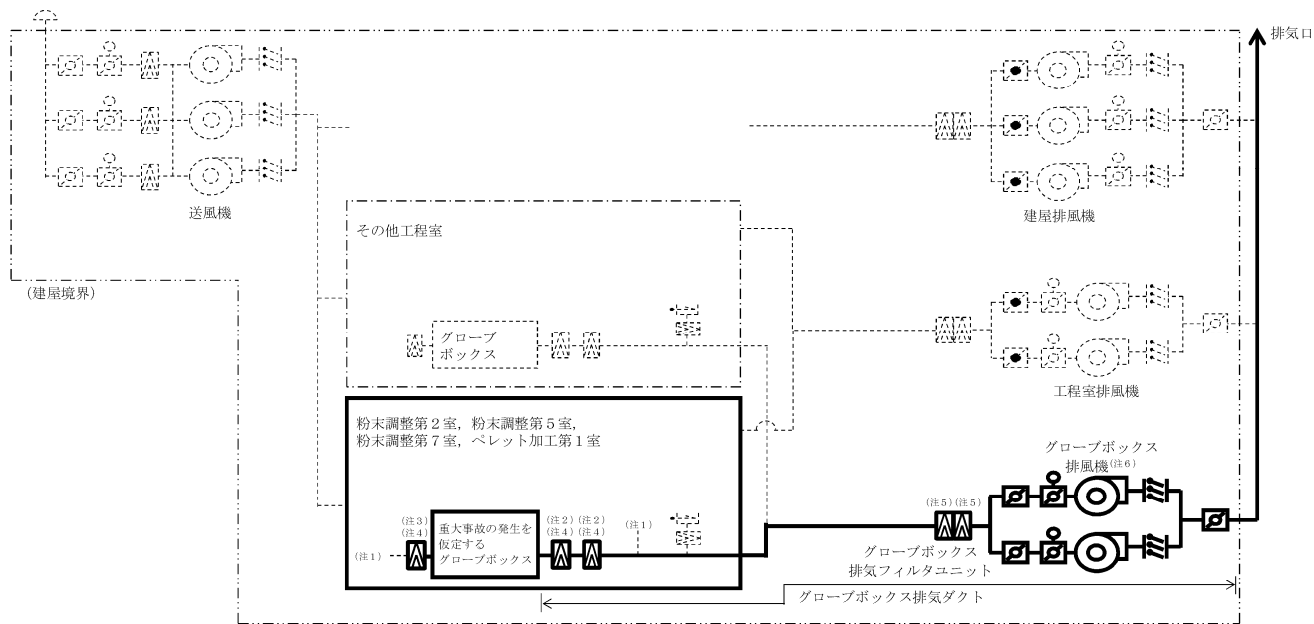 排気口
送風機
建屋排風機
(建屋境界)
その他工程室
グローブ
ボックス
工程室排風機
粉末調整第２室，粉末調整第５室，
粉末調整第７室，ペレット加工第１室
グローブボックス
排風機(注６)
(注３)
(注４)
(注１)
重大事故の発生を
仮定する
グローブボックス
(注２)(注２)
(注４)(注４)
(注１)
(注５)(注５)
グローブボックス
排気フィルタユニット
グローブボックス排気ダクト